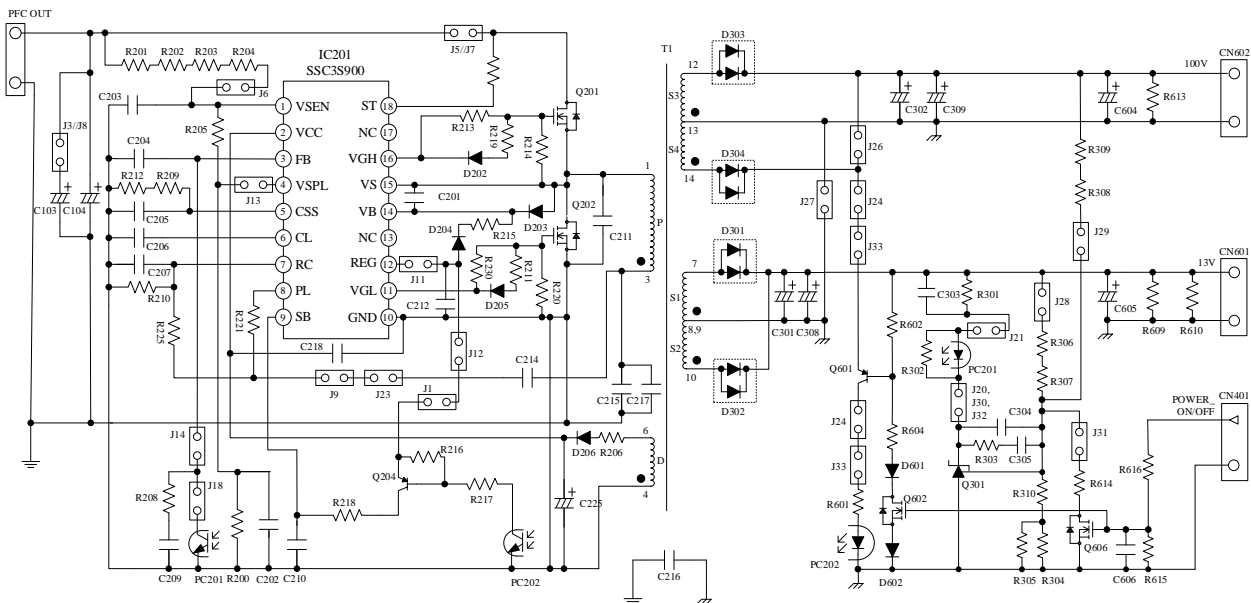 PFC OUT
R201 R202 R203 R204
J6
IC201
SSC3S900
J5//J7
C203
J3//J8
C204
R205
R212 R209
J13
C103 C104
C205
C206
C207
R210
R225
R221
1 VSEN
2 VCC
3 FB
4 VSPL
5 CSS
6 CL
7 RC
8 PL
9 SB
ST 18
NC 17
VGH 16
VS 15
VB 14
NC 13
REG 12
VGL 11
GND 10
R213
R219
R214
Q201
D202
C201
D204
R215
D203
Q202
C211
J11
C212
R230
R211
D205
R220
C218
J12
J9
J23
C214
J1
C215 C217
T1
P
1
3
D
6
4
D206 R206
J14
J18
R208
C209
PC201
R200
C202
C210
R218
Q204
R216
R217
PC202
C225
C216
12
S3
13
S4
14
7
S1
8,9
S2
10
D303
D304
D301
D302
100V
CN602
C302 C309
C604
R613
J26
J27
J24
J33
R309
R308
J29
13V
CN601
C301 C308
R602
C303
R301
J28
C605
R609
R610
J21
R302
PC201
R306
R307
Q601
J20,
J30,
J32
C304
R303
C305
Q301
J31
J24
J33
R604
D601
R601
Q602
PC202
D602
R310
R614
Q606
R305 R304
C606
R615
R616
POWER_
ON/OFF
CN401